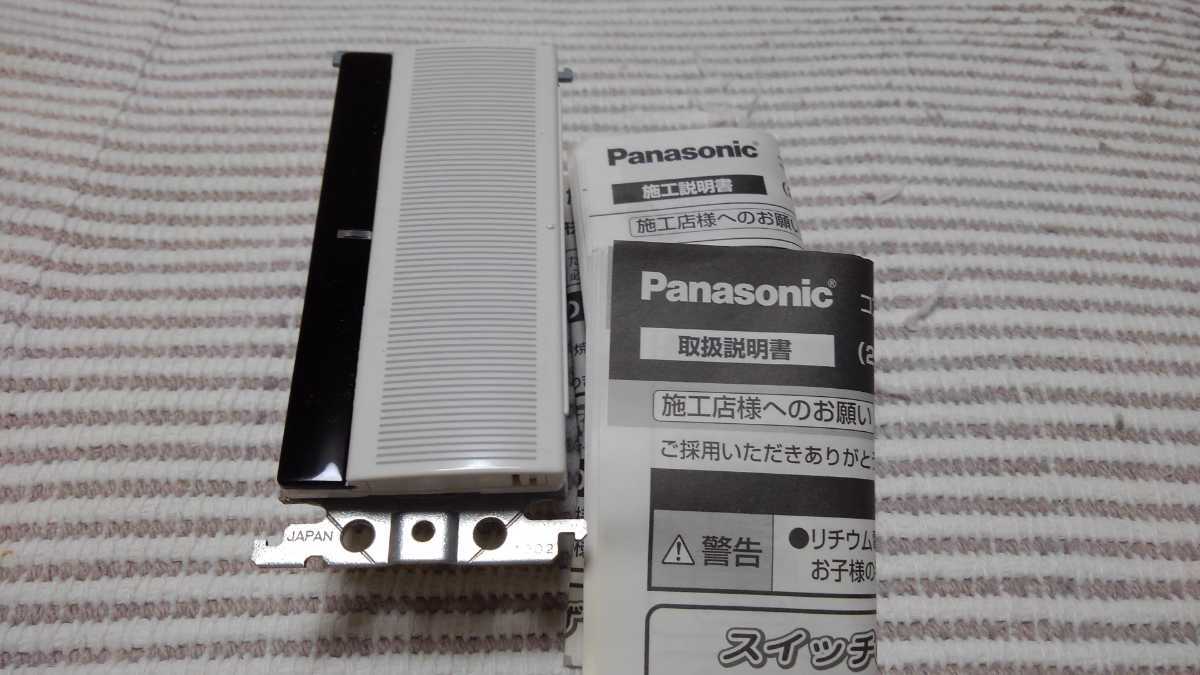 JAPAN
Panasonic
施工説明書
施工店様へのお願い
Panasonic®
取扱説明書
施工店様へのお願い
ご採用いただきありがと
警告
●リチウム
お子様の
スイッチ